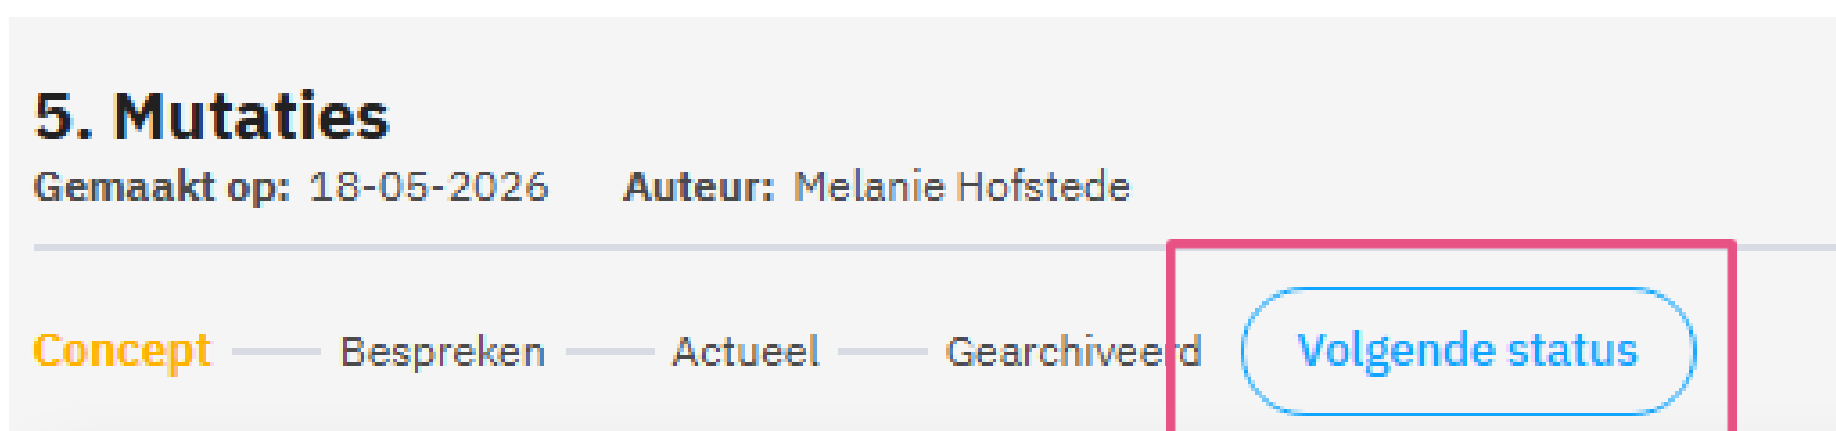 5. Mutaties
Gemaakt op: 18-05-2026 Auteur: Melanie Hofstede
Concept Bespreken Actueel Gearchiveerd Volgende status